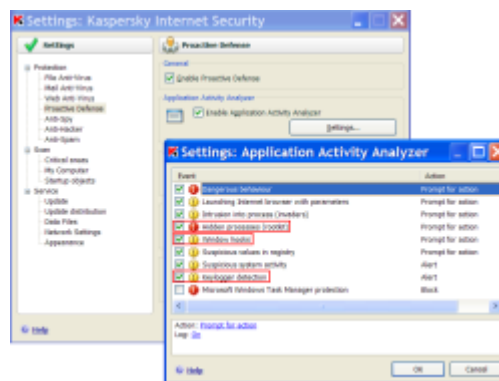 Settings: Kaspersky Internet Security
Settings
Protection
File Anti-Virus
Mail Anti-Virus
Web Anti-Virus
Proactive Defense
Anti-Spy
Anti-Hacker
Anti-Spam
Scan
Critical areas
My Computer
Startup objects
Service
Update
Update distribution
Data Files
Network Settings
Appearance
Help
Proactive Defense
General
Enable Proactive Defense
Application Activity Analyzer
Enable Application Activity Analyzer
Settings...
Settings: Application Activity Analyzer
Event Action
Dangerous behaviour Prompt for action
Launching Internet browser with parameters Prompt for action
Intrusion into process (invaders) Prompt for action
Hidden processes (rootkit) Prompt for action
Window hooks Prompt for action
Suspicious values in registry Prompt for action
Suspicious system activity Alert
Keylogger detection Alert
Microsoft Windows Task Manager protection Block
Action: Prompt for action
Log: On
Help
OK Cancel